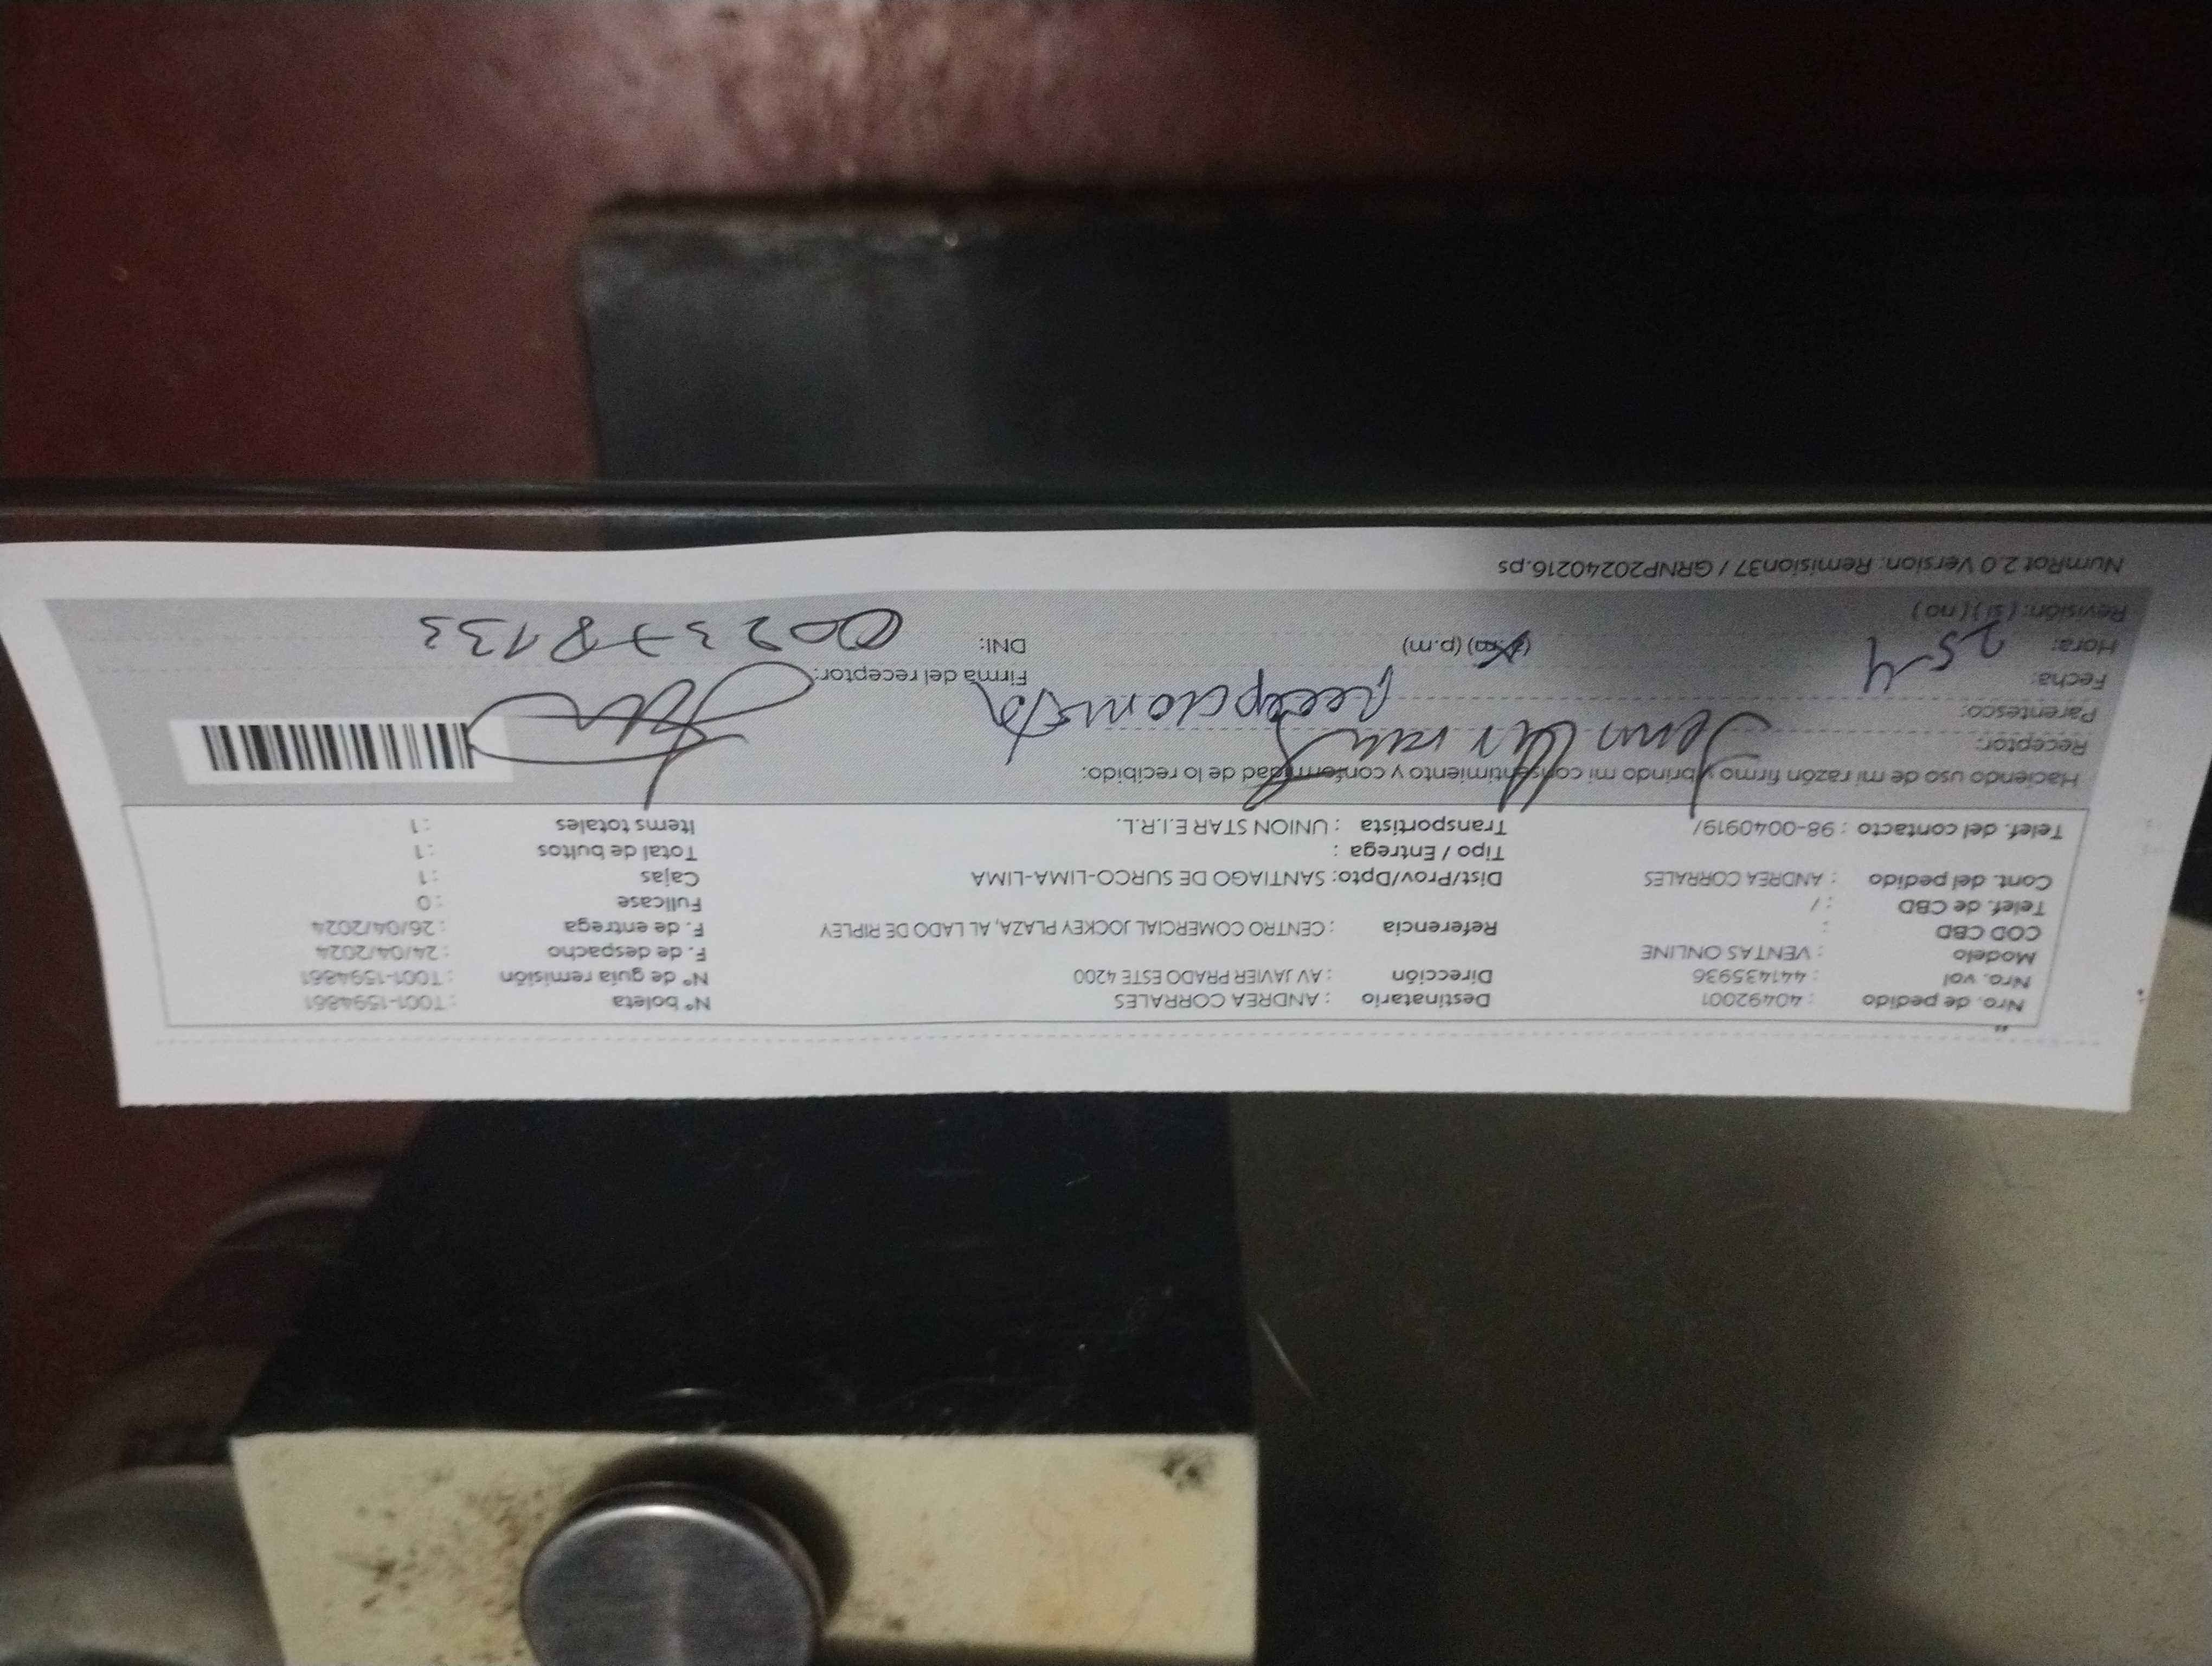 Nro. de pedido : 40492001 Destinatario : ANDREA CORRALES N° boleta : T001-1594861
Nro. vol : 441435936 Dirección : AV JAVIER PRADO ESTE 4200 N° de guía remisión : T001-1594861
Modelo : VENTAS ONLINE F. de despacho : 24/04/2024
COD CBD : Referencia : CENTRO COMERCIAL JOCKEY PLAZA, AL LADO DE RIPLEY F. de entrega : 26/04/2024
Telef. de CBD : / Fullcase : 0
Cont. del pedido : ANDREA CORRALES Dist/Prov/Dpto: SANTIAGO DE SURCO-LIMA-LIMA Cajas : 1
Tipo / Entrega : Total de bultos : 1
Telef. del contacto : 98-0040919/ Transportista : UNION STAR E.I.R.L. Items totales : 1
Haciendo uso de mi razón firmo y brindo mi consentimiento y conformidad de lo recibido:
Receptor:
Parentesco: Recepcionista
Fecha: 25 4 Firma del receptor:
Hora: (a.m) (p.m) DNI: 002378133
Revisión: ( si ) ( no )
NumRot 2.0 Version: Remision37 / GRNP20240216.ps